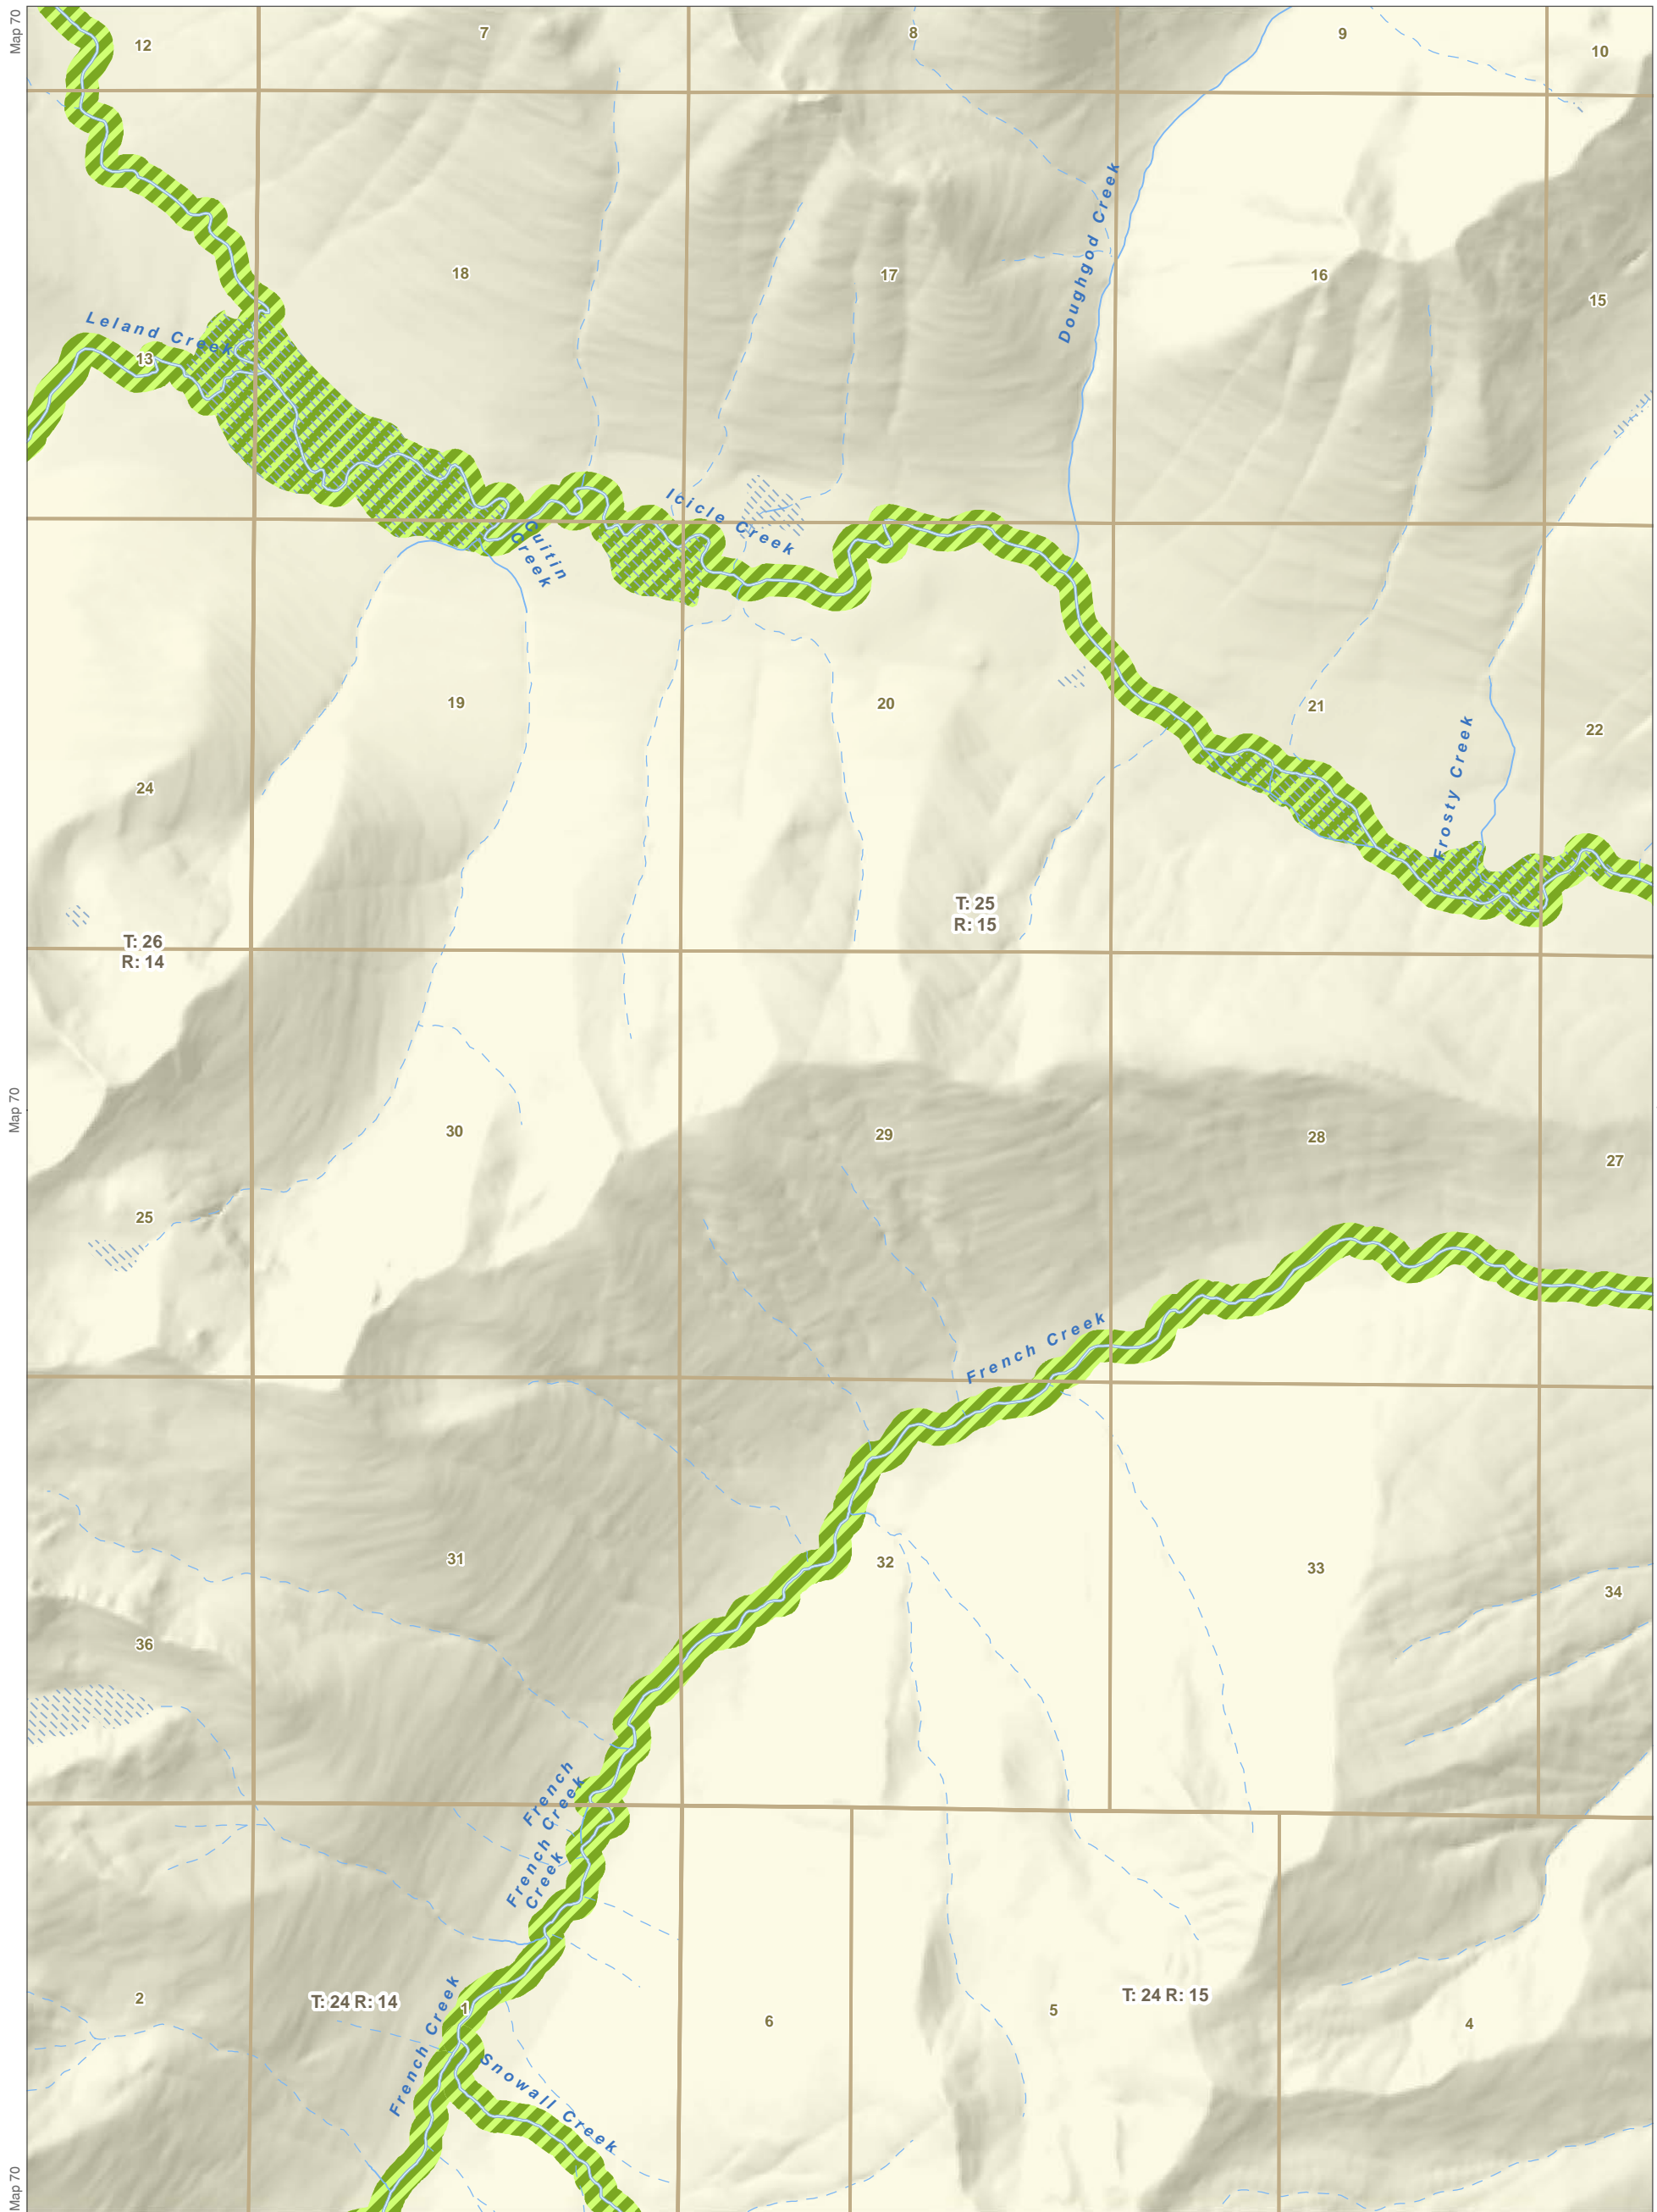 Map 70
12
7
8
9
10
18
17
16
15
Doughgod Creek
Leland Creek
13
Icicle Creek
Cuitin
Creek
19
20
21
22
24
Frosty Creek
T: 25
R: 15
T: 26
R: 14
Map 70
30
29
28
27
25
French Creek
31
32
33
34
36
French
Creek
French Creek
Creek
2
T: 24 R: 14
1
6
5
T: 24 R: 15
4
French Creek
Snowall Creek
Map 70